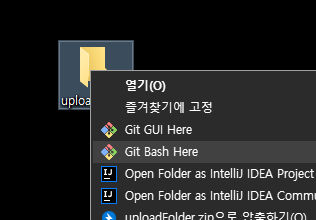 열기(O)
즐겨찾기에 고정
Git GUI Here
Git Bash Here
Open Folder as IntelliJ IDEA Project
Open Folder as IntelliJ IDEA Commu
uploadFolder.zip으로 압축하기(O)
uploa